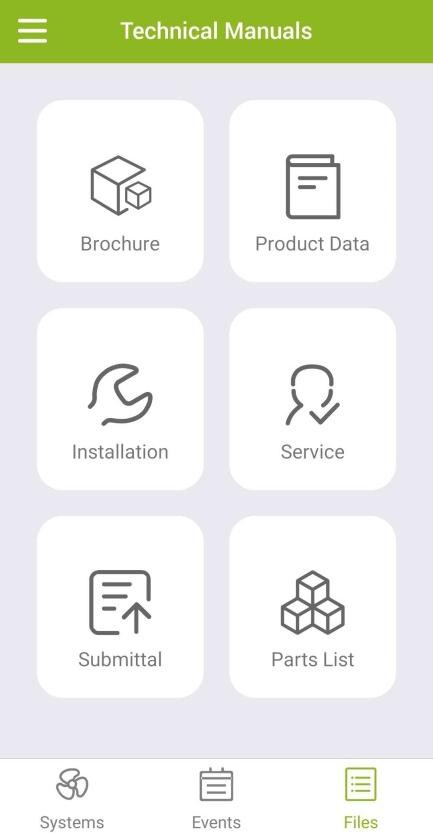 Technical Manuals
Brochure
Product Data
Installation
Service
Submittal
Parts List
Systems
Events
Files